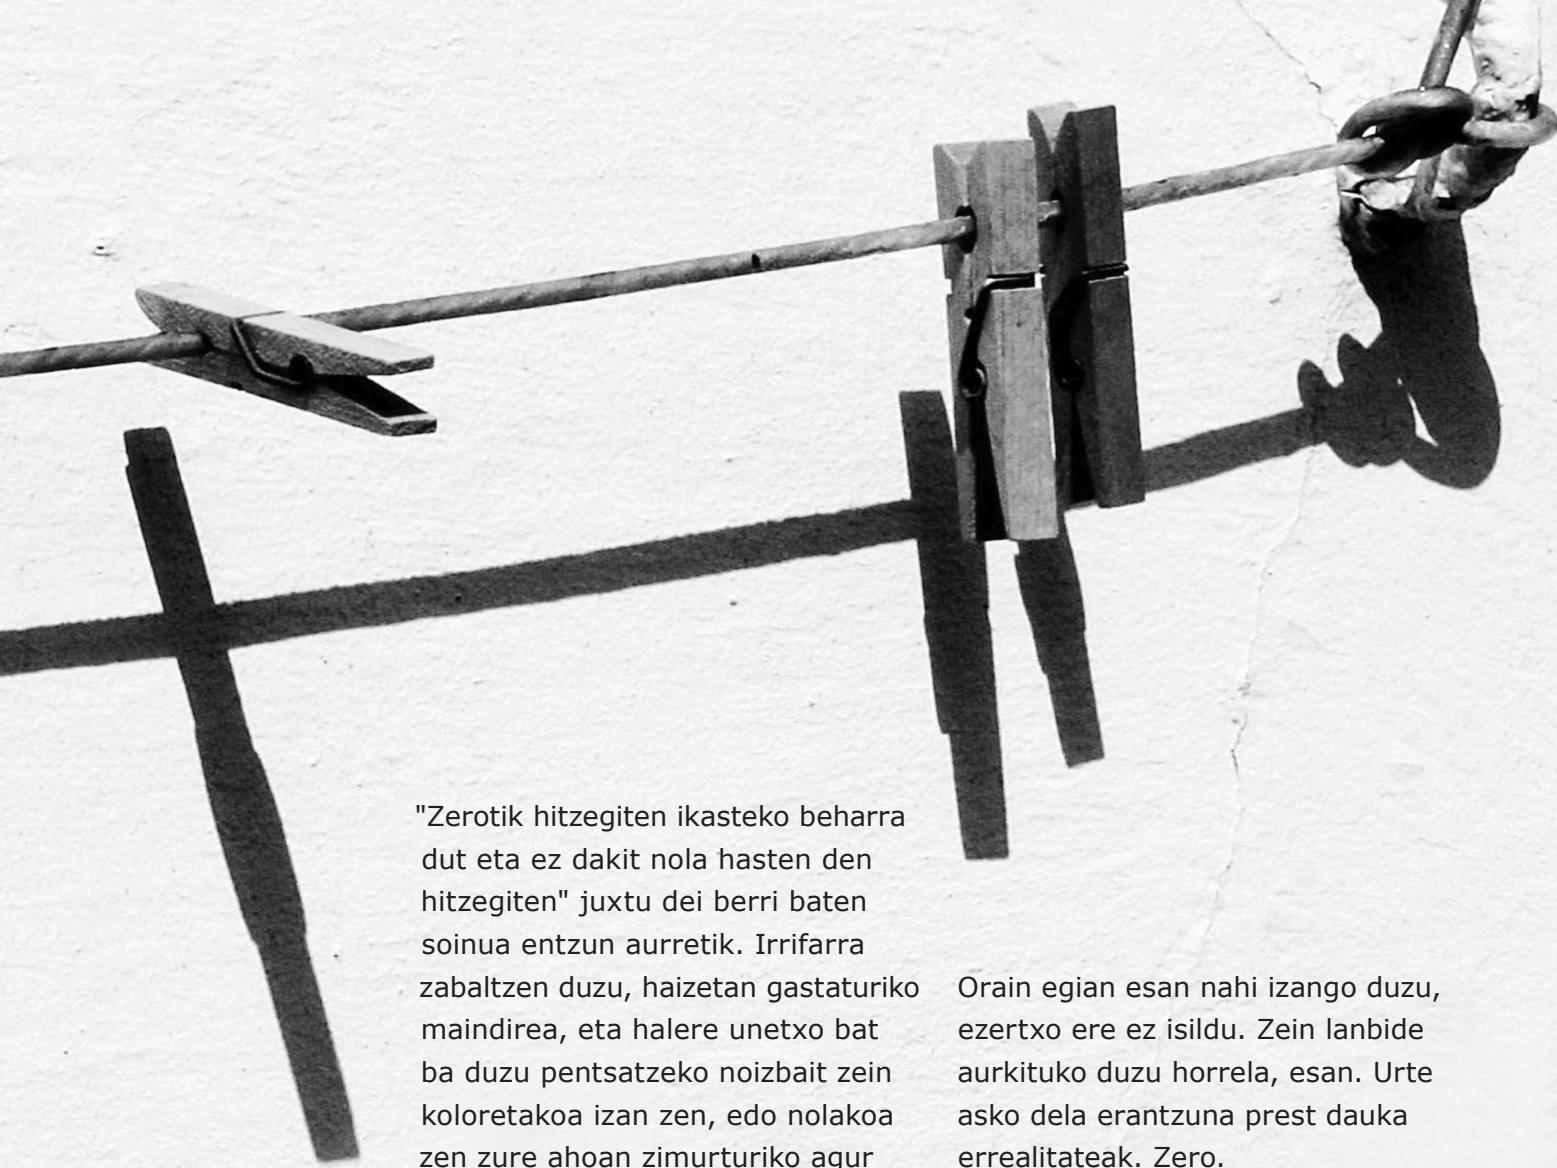 "Zerotik hitzegiten ikasteko beharra
dut eta ez dakit nola hasten den
hitzegiten" juxtu dei berri baten
soinua entzun aurretik. Irrifarra
zabaltzen duzu, haizetan gastaturiko
maindirea, eta halere unetxo bat
ba duzu pentsatzeko noizbait zein
koloretakoa izan zen, edo nolakoa
zen zure ahoan zimurturiko agur
Orain egian esan nahi izango duzu,
ezertxo ere ez isildu. Zein lanbide
aurkituko duzu horrela, esan. Urte
asko dela erantzuna prest dauka
errealitateak. Zero.